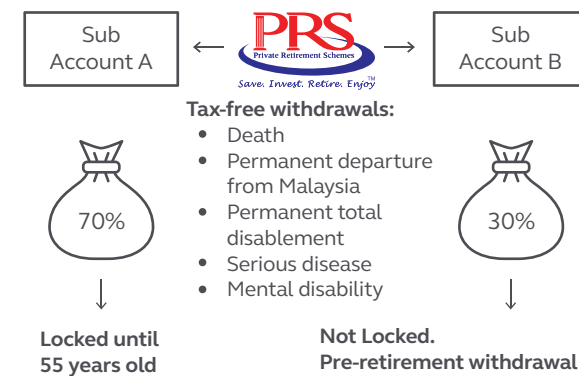 Sub
Account A
PRS
Private Retirement Schemes
Save. Invest. Retire. Enjoy
TM
Sub
Account B
Tax-free withdrawals:
• Death
• Permanent departure
from Malaysia
• Permanent total
disablement
• Serious disease
• Mental disability
70%
30%
Locked until
55 years old
Not Locked.
Pre-retirement withdrawal